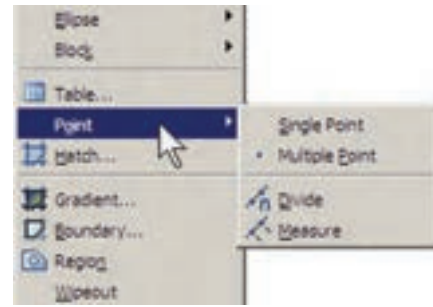 Ellipse
Block
Table...
Point
Hatch...
Gradient...
Boundary...
Region
Wipeout
Single Point
Multiple Point
Divide
Measure